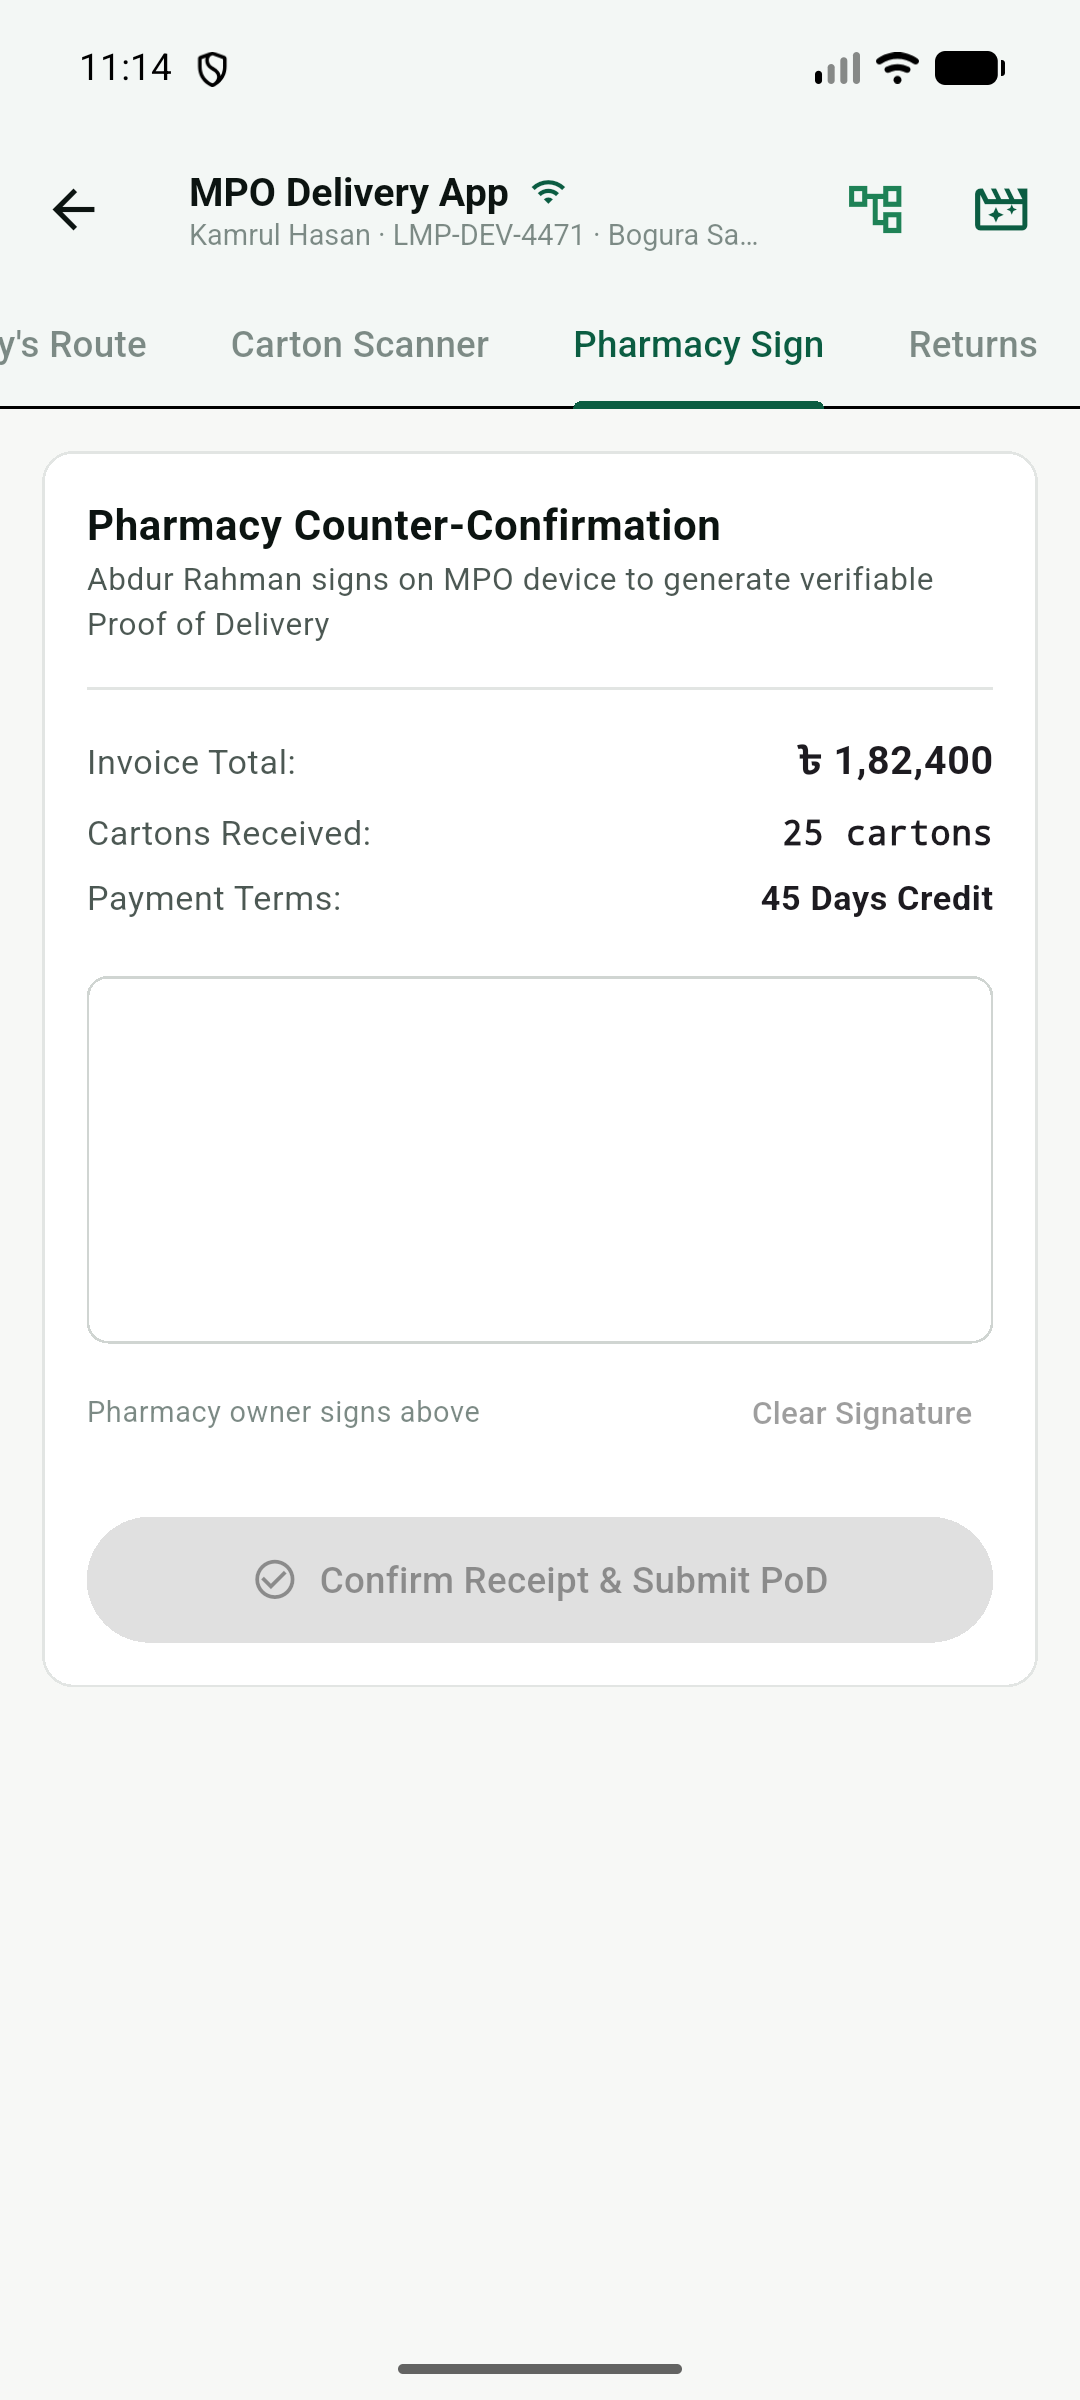 11:14
MPO Delivery App
Kamrul Hasan · LMP-DEV-4471 · Bogura Sa...
y's Route
Carton Scanner
Pharmacy Sign
Returns
Pharmacy Counter-Confirmation
Abdur Rahman signs on MPO device to generate verifiable
Proof of Delivery
Invoice Total: ৳ 1,82,400
Cartons Received: 25 cartons
Payment Terms: 45 Days Credit
Pharmacy owner signs above
Clear Signature
Confirm Receipt & Submit PoD